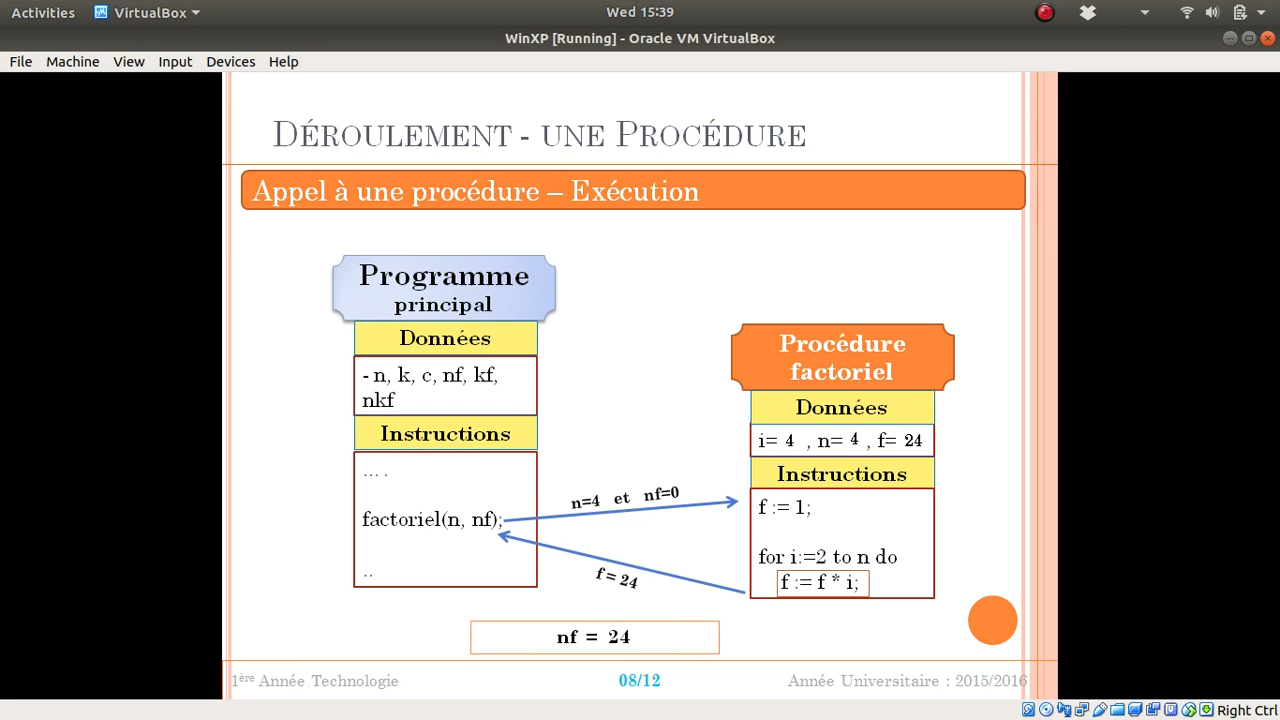 Activities VirtualBox Wed 15:39
WinXP [Running] - Oracle VM VirtualBox
File Machine View Input Devices Help
DÉROULEMENT - UNE PROCÉDURE
Appel à une procédure – Exécution
Programme
principal
Données
- n, k, c, nf, kf,
nkf
Instructions
... .
factoriel(n, nf);
..
n=4 et nf=0
f = 24
Procédure
factoriel
Données
i= 4 , n= 4 , f= 24
Instructions
f := 1;
for i:=2 to n do
f := f * i;
nf = 24
1ère Année Technologie 08/12 Année Universitaire : 2015/2016
Right Ctrl